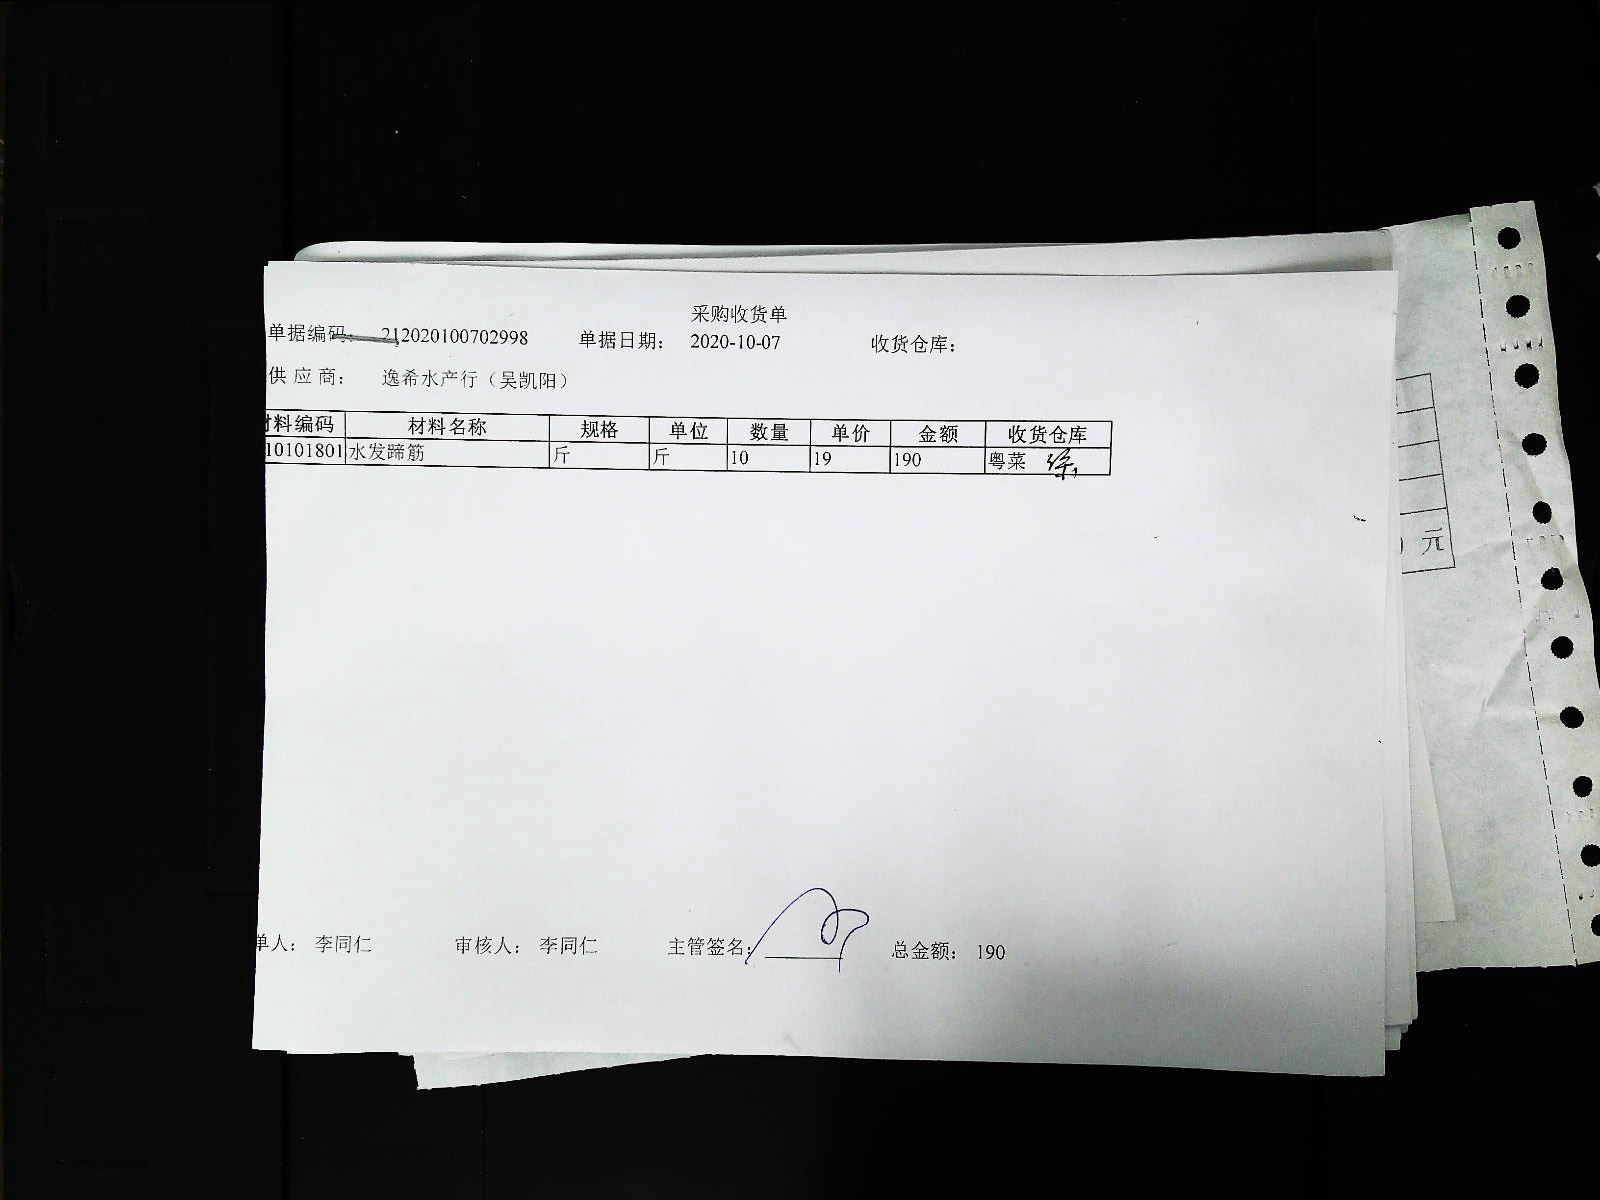 采购收货单
单据编码： 212020100702998 单据日期： 2020-10-07 收货仓库：
供 应 商： 逸希水产行（吴凯阳）
材料编码 材料名称 规格 单位 数量 单价 金额 收货仓库
10101801 水发蹄筋 斤 斤 10 19 190 粤菜
单人： 李同仁 审核人： 李同仁 主管签名： 总金额： 190
元